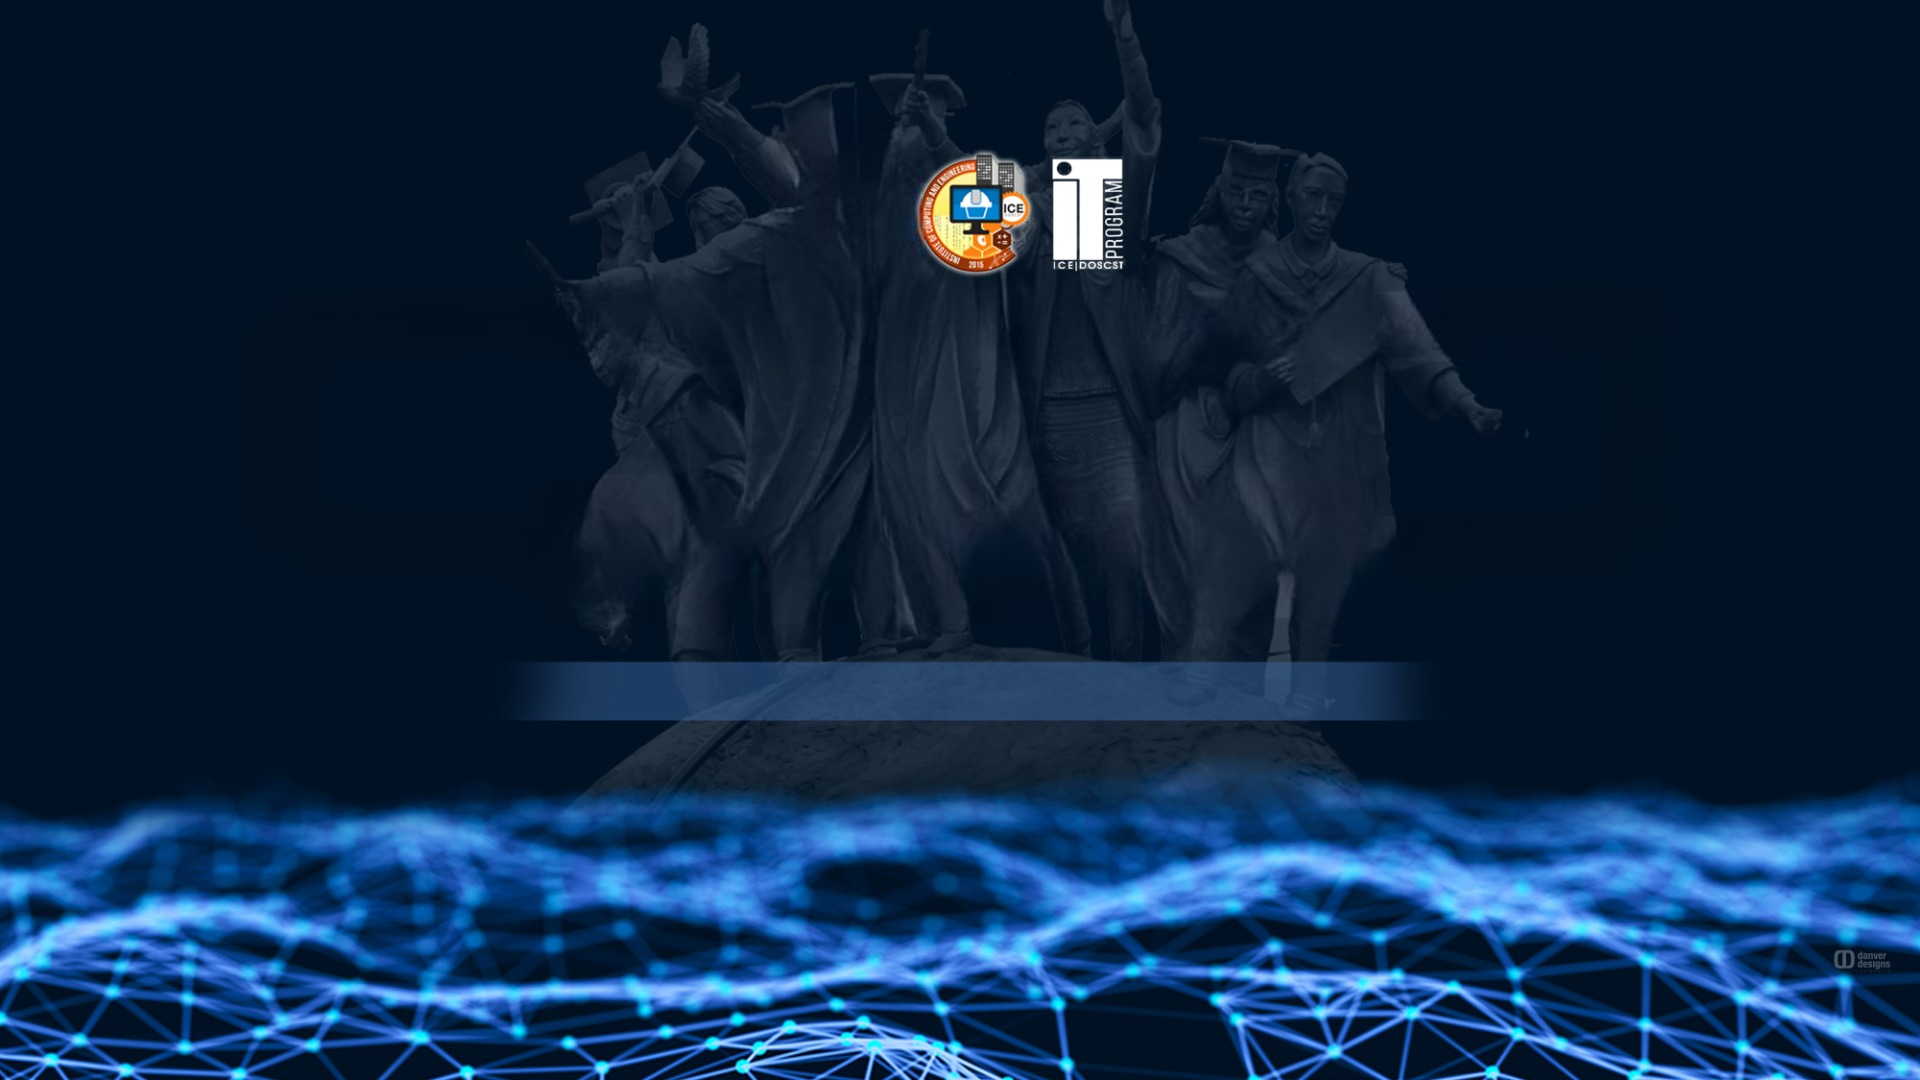 INSTITUTE OF COMPUTING AND ENGINEERING
ICE
2015
iT
PROGRAM
ICE|DOSCST
danver
designs